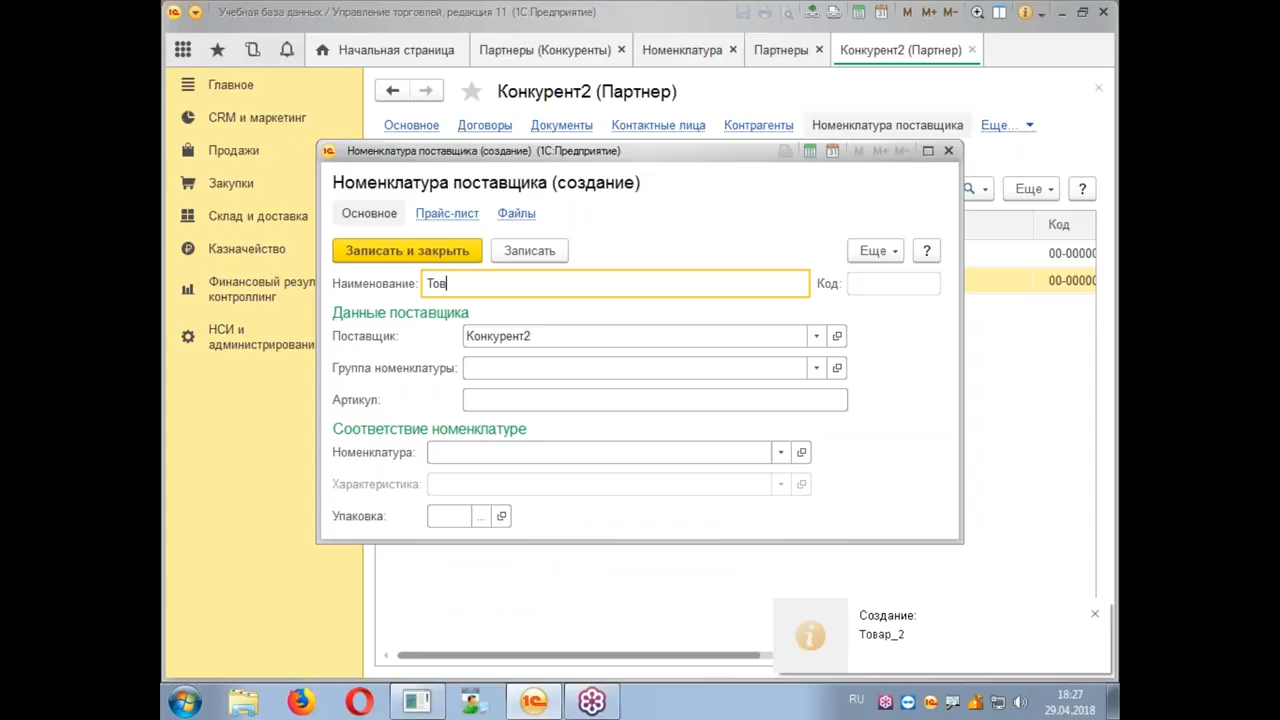 Учебная база данных / Управление торговлей, редакция 11 (1С:Предприятие)
M M+ M-
Начальная страница
Партнеры (Конкуренты)
Номенклатура
Партнеры
Конкурент2 (Партнер)
Главное
CRM и маркетинг
Продажи
Закупки
Склад и доставка
Казначейство
Финансовый резул
контроллинг
НСИ и
администрировани
Конкурент2 (Партнер)
Основное Договоры Документы Контактные лица Контрагенты Номенклатура поставщика Еще...
Еще ?
Код
00-00000
00-00000
Номенклатура поставщика (создание) (1С:Предприятие)
M M+ M-
Номенклатура поставщика (создание)
Основное Прайс-лист Файлы
Записать и закрыть Записать Еще ?
Наименование: Тов Код:
Данные поставщика
Поставщик: Конкурент2
Группа номенклатуры:
Артикул:
Соответствие номенклатуре
Номенклатура:
Характеристика:
Упаковка: ...
Создание:
Товар_2
RU
18:27
29.04.2018